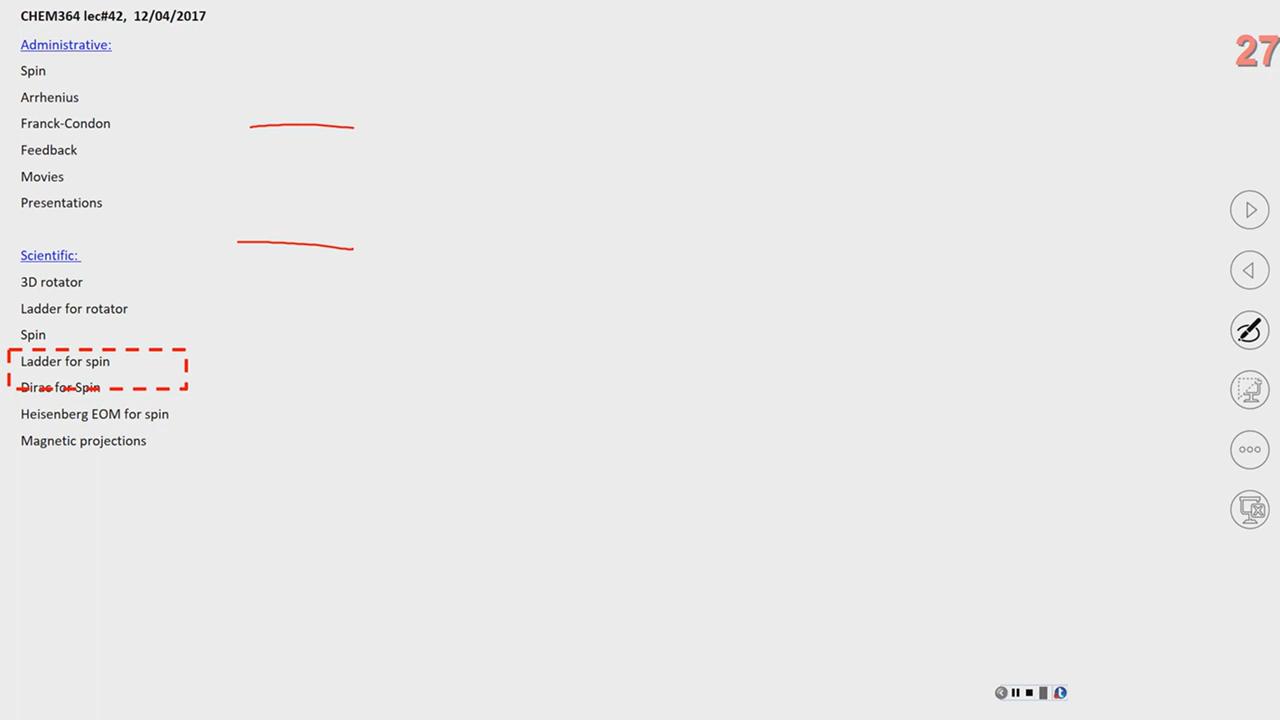 CHEM364 lec#42, 12/04/2017
27
Administrative:
Spin
Arrhenius
Franck-Condon
Feedback
Movies
Presentations
Scientific:
3D rotator
Ladder for rotator
Spin
Ladder for spin
Dirac for Spin
Heisenberg EOM for spin
Magnetic projections